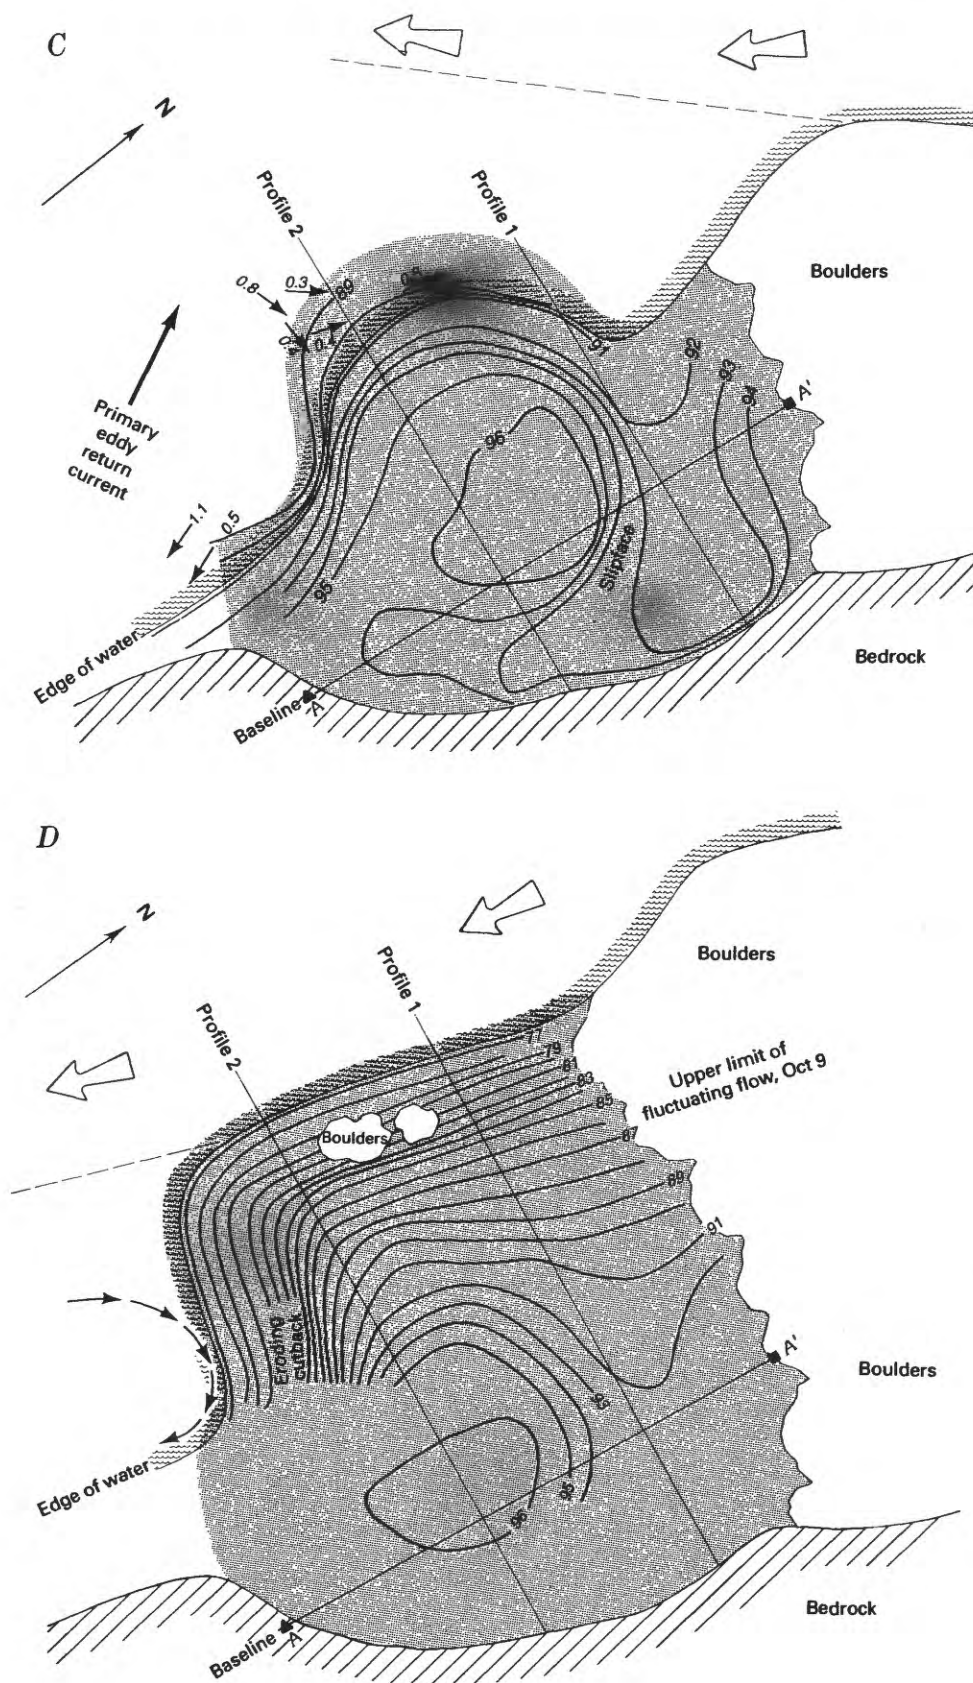 C
N
Profile 2
Profile 1
Boulders
0.8
0.3
89
91
92
93
94
A'
Primary
eddy
return
current
96
1.1
0.5
95
Slipface
Edge of water
Baseline
A
Bedrock
D
N
Profile 2
Profile 1
Boulders
77
79
81
83
85
87
89
91
Upper limit of
fluctuating flow, Oct 9
Boulders
Eroding
cutback
93
95
96
A'
Boulders
Edge of water
Baseline
A
Bedrock